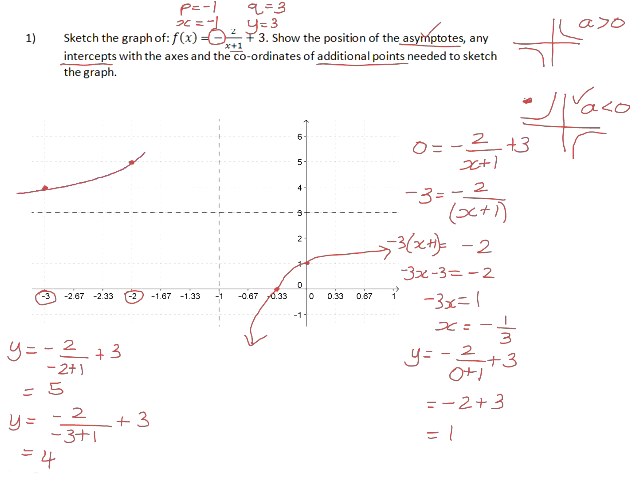 p = -1 q = 3
x = -1 y = 3
1) Sketch the graph of: f(x) = - 2/(x+1) + 3. Show the position of the asymptotes, any
intercepts with the axes and the co-ordinates of additional points needed to sketch
the graph.
a > 0
a < 0
6
5
4
3
2
1
0
-1
-3 -2.67 -2.33 -2 -1.67 -1.33 -1 -0.67 -0.33 0 0.33 0.67 1
0 = - 2/(x+1) + 3
-3 = - 2/(x+1)
-3(x+1) = -2
-3x-3 = -2
-3x = 1
x = - 1/3
y = - 2/(0+1) + 3
= -2 + 3
= 1
y = - 2/(-2+1) + 3
= 5
y = -2/(-3+1) + 3
= 4